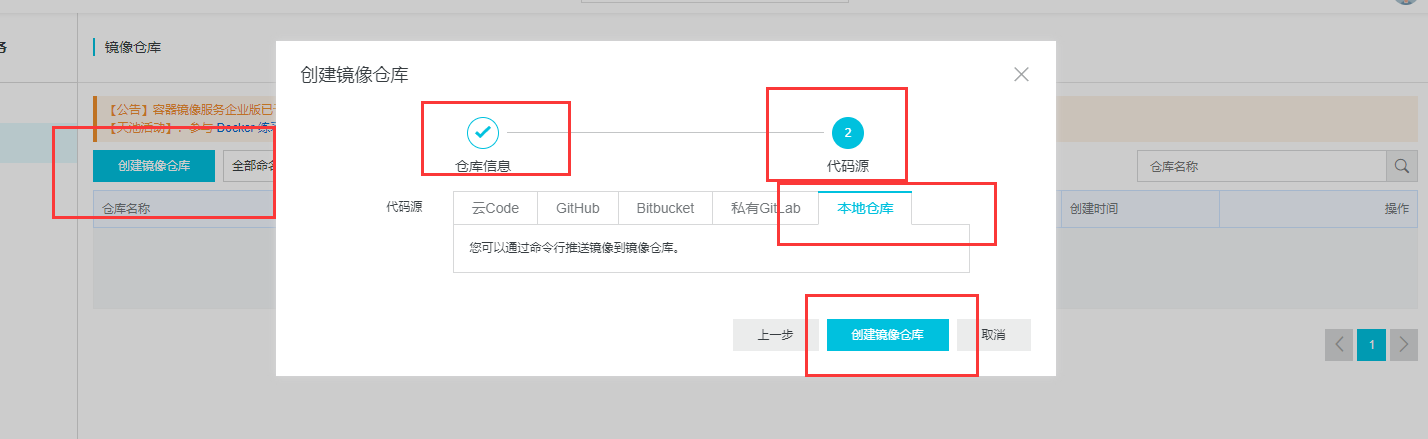 务
镜像仓库
【公告】容器镜像服务企业版已
【天池活动】：参与 Docker 练
创建镜像仓库
全部命名
仓库名称
仓库名称
创建时间
操作
创建镜像仓库
2
仓库信息
代码源
代码源
云Code
GitHub
Bitbucket
私有GitLab
本地仓库
您可以通过命令行推送镜像到镜像仓库。
上一步
创建镜像仓库
取消
1